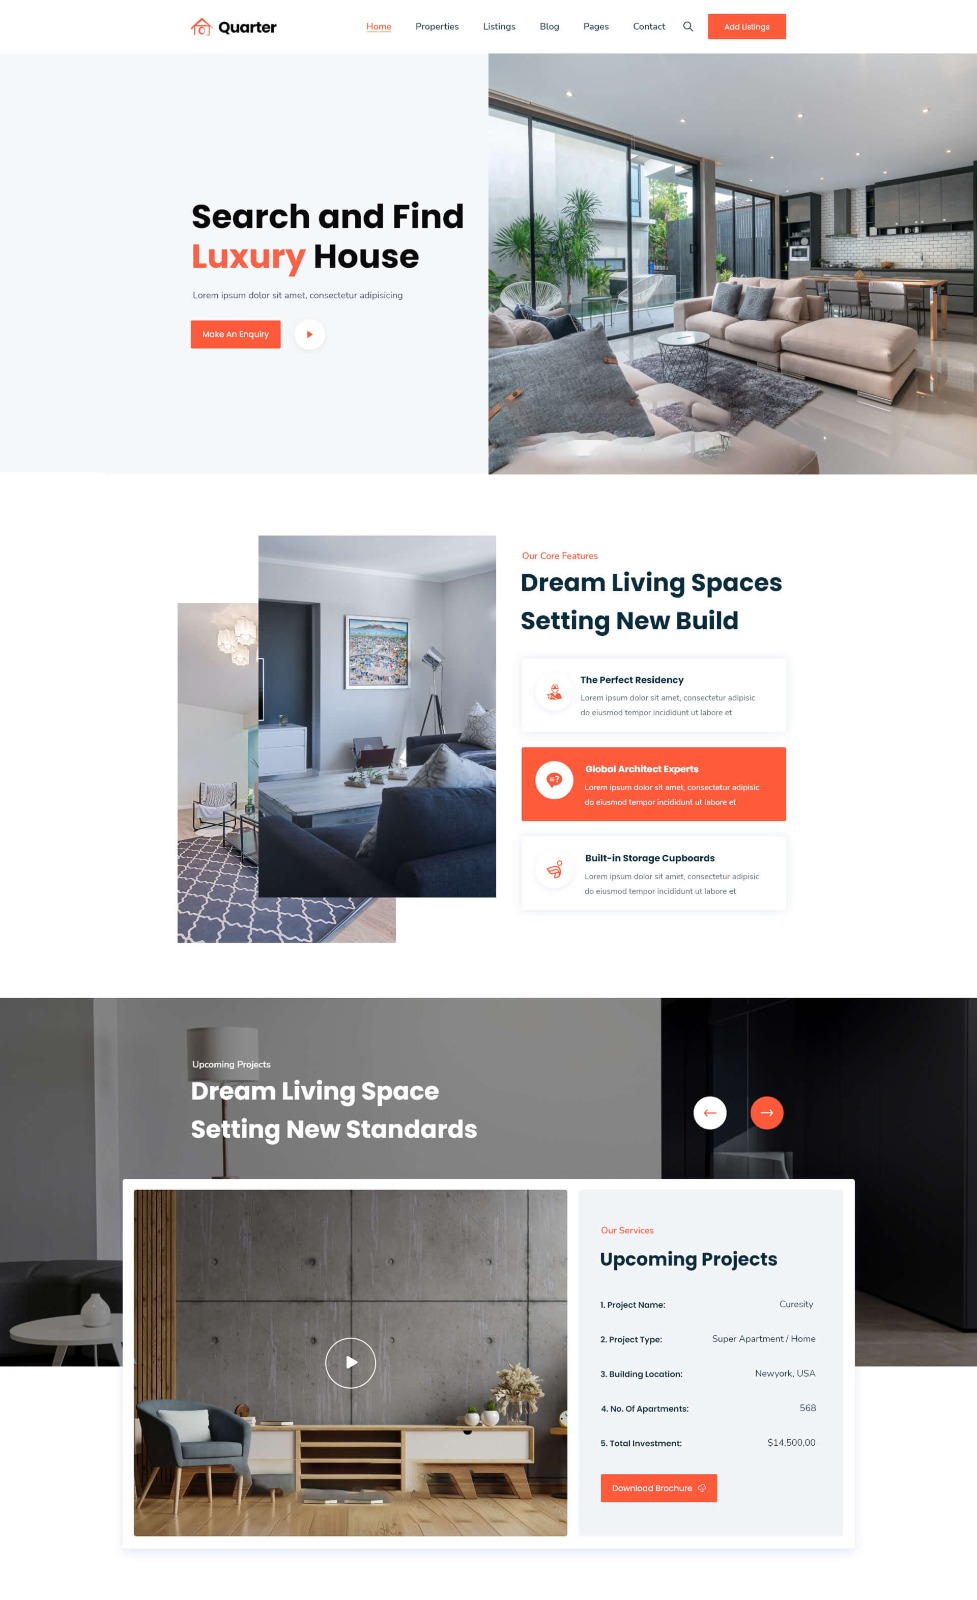 Quarter
Home Properties Listings Blog Pages Contact Add Listings
Search and Find
Luxury House
Lorem ipsum dolor sit amet, consectetur adipisicing
Make An Enquiry
Our Core Features
Dream Living Spaces
Setting New Build
The Perfect Residency
Lorem ipsum dolor sit amet, consectetur adipisic
do eiusmod tempor incididunt ut labore et
Global Architect Experts
Lorem ipsum dolor sit amet, consectetur adipisic
do eiusmod tempor incididunt ut labore et
Built-in Storage Cupboards
Lorem ipsum dolor sit amet, consectetur adipisic
do eiusmod tempor incididunt ut labore et
Upcoming Projects
Dream Living Space
Setting New Standards
Our Services
Upcoming Projects
1. Project Name: Curesity
2. Project Type: Super Apartment / Home
3. Building Location: Newyork, USA
4. No. Of Apartments: 568
5. Total Investment: $14,500,00
Download Brochure